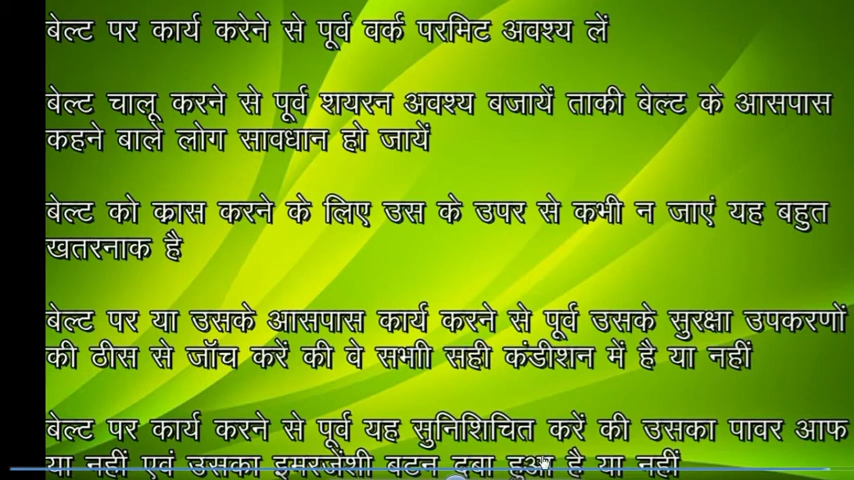 बेल्ट पर कार्य करेने से पूर्व वर्क परमिट अवश्य लें
बेल्ट चालू करने से पूर्व शयरन अवश्य बजायें ताकी बेल्ट के आसपास
कहने बाले लोग सावधान हो जायें
बेल्ट को कास करने के लिए उस के उपर से कभी न जाएं यह बहुत
खतरनाक है
बेल्ट पर या उसके आसपास कार्य करने से पूर्व उसके सुरक्षा उपकरणों
की ठीस से जॉच करें की वे सभाी सही कंडीशन में है या नहीं
बेल्ट पर कार्य करने से पूर्व यह सुनिशिचित करें की उसका पावर आफ
या नहीं एवं उसका इमरजेंशी बटन दबा हुआ है या नहीं